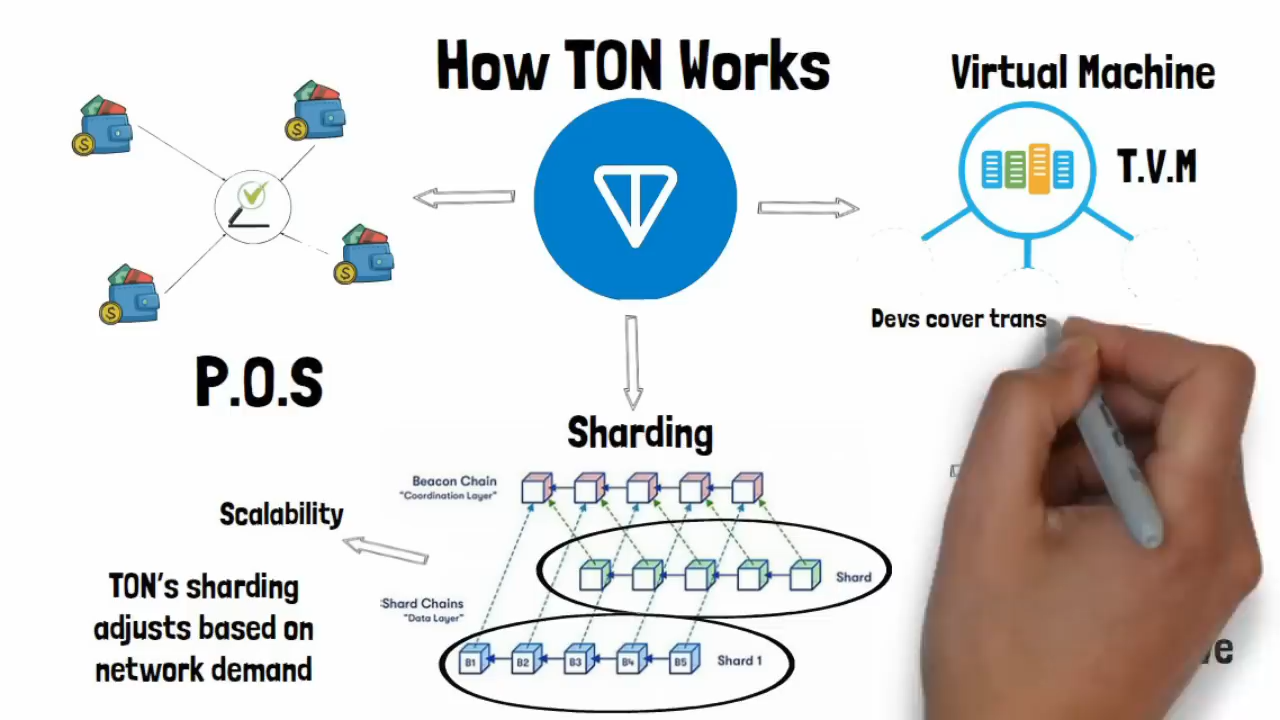 How TON Works
Virtual Machine
T.V.M
Devs cover trans
P.O.S
Sharding
Beacon Chain
"Coordination Layer"
Scalability
Shard
TON's sharding
adjusts based on
network demand
Shard Chains
"Data Layer"
B1 B2 B3 B4 B5
Shard 1